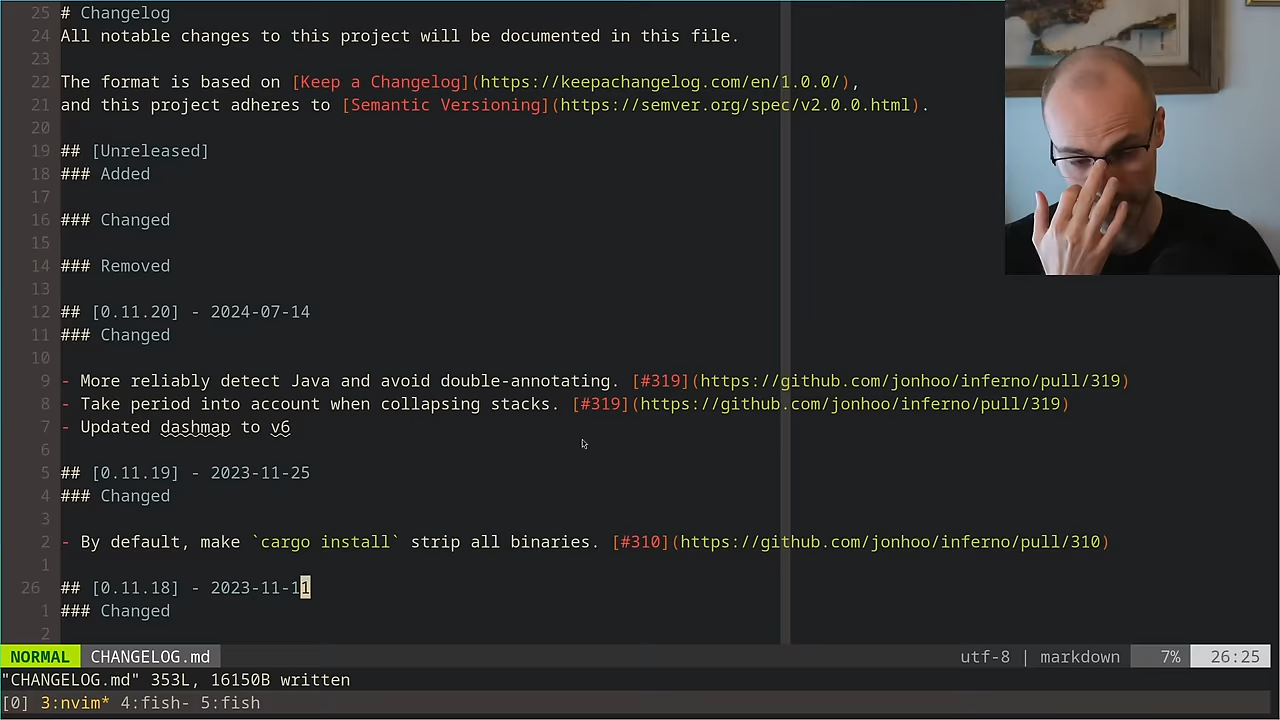 25 # Changelog
24 All notable changes to this project will be documented in this file.
23
22 The format is based on [Keep a Changelog](https://keepachangelog.com/en/1.0.0/),
21 and this project adheres to [Semantic Versioning](https://semver.org/spec/v2.0.0.html).
20
19 ## [Unreleased]
18 ### Added
17
16 ### Changed
15
14 ### Removed
13
12 ## [0.11.20] - 2024-07-14
11 ### Changed
10
9 - More reliably detect Java and avoid double-annotating. [#319](https://github.com/jonhoo/inferno/pull/319)
8 - Take period into account when collapsing stacks. [#319](https://github.com/jonhoo/inferno/pull/319)
7 - Updated dashmap to v6
6
5 ## [0.11.19] - 2023-11-25
4 ### Changed
3
2 - By default, make `cargo install` strip all binaries. [#310](https://github.com/jonhoo/inferno/pull/310)
1
26 ## [0.11.18] - 2023-11-11
1 ### Changed
2
NORMAL CHANGELOG.md utf-8 | markdown 7% 26:25
"CHANGELOG.md" 353L, 16150B written
[0] 3:nvim* 4:fish- 5:fish